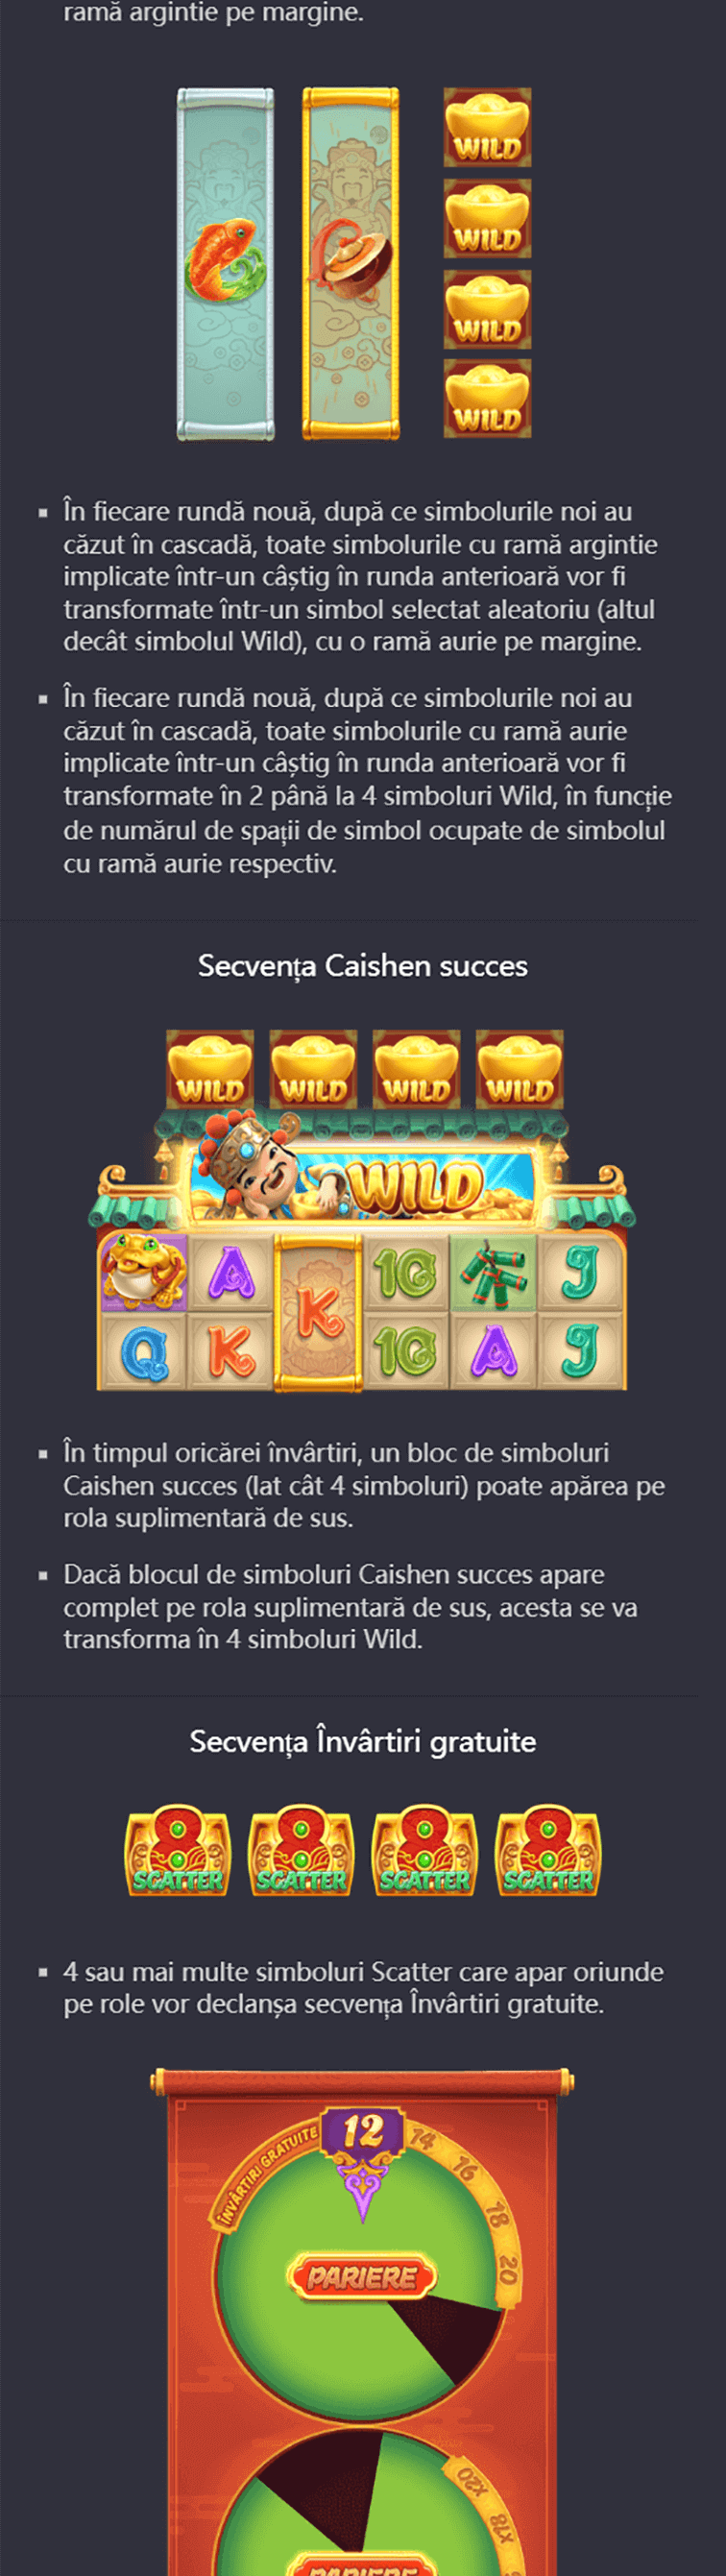 ramă argintie pe margine.
WILD
WILD
WILD
WILD
În fiecare rundă nouă, după ce simbolurile noi au
căzut în cascadă, toate simbolurile cu ramă argintie
implicate într-un câștig în runda anterioară vor fi
transformate într-un simbol selectat aleatoriu (altul
decât simbolul Wild), cu o ramă aurie pe margine.
În fiecare rundă nouă, după ce simbolurile noi au
căzut în cascadă, toate simbolurile cu ramă aurie
implicate într-un câștig în runda anterioară vor fi
transformate în 2 până la 4 simboluri Wild, în funcție
de numărul de spații de simbol ocupate de simbolul
cu ramă aurie respectiv.
Secvența Caishen succes
WILD WILD WILD WILD
WILD
A K 10 J
Q K 10 A J
În timpul oricărei învârtiri, un bloc de simboluri
Caishen succes (lat cât 4 simboluri) poate apărea pe
rola suplimentară de sus.
Dacă blocul de simboluri Caishen succes apare
complet pe rola suplimentară de sus, acesta se va
transforma în 4 simboluri Wild.
Secvența Învârtiri gratuite
8 8 8 8
SCATTER SCATTER SCATTER SCATTER
4 sau mai multe simboluri Scatter care apar oriunde
pe role vor declanșa secvența Învârtiri gratuite.
ÎNVÂRTIRI GRATUITE 12 14 16 18 20
PARIERE
x20
x18
PARIERE